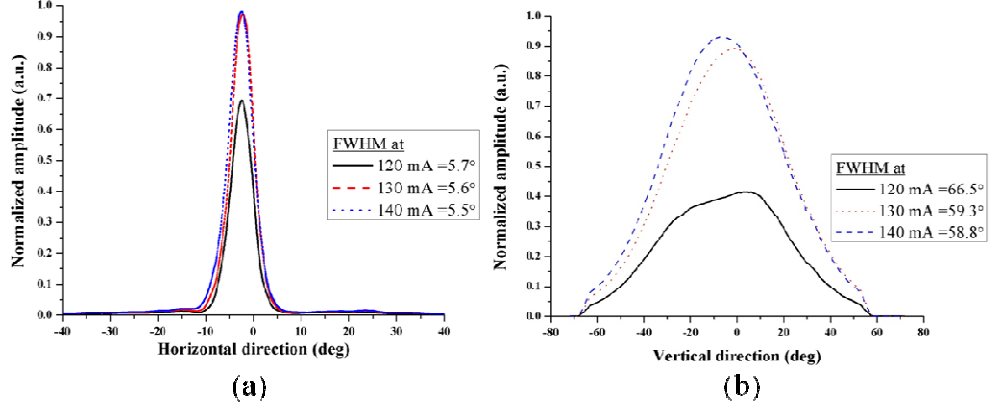 1.0
0.9
0.8
0.7
0.6
0.5
0.4
0.3
0.2
0.1
0.0
Normalized amplitude (a.u.)
-40 -30 -20 -10 0 10 20 30 40
Horizontal direction (deg)
FWHM at
120 mA =5.7°
130 mA =5.6°
140 mA =5.5°
(a)
1.0
0.9
0.8
0.7
0.6
0.5
0.4
0.3
0.2
0.1
0.0
Normalized amplitude (a.u.)
-80 -60 -40 -20 0 20 40 60 80
Vertical direction (deg)
FWHM at
120 mA =66.5°
130 mA =59.3°
140 mA =58.8°
(b)